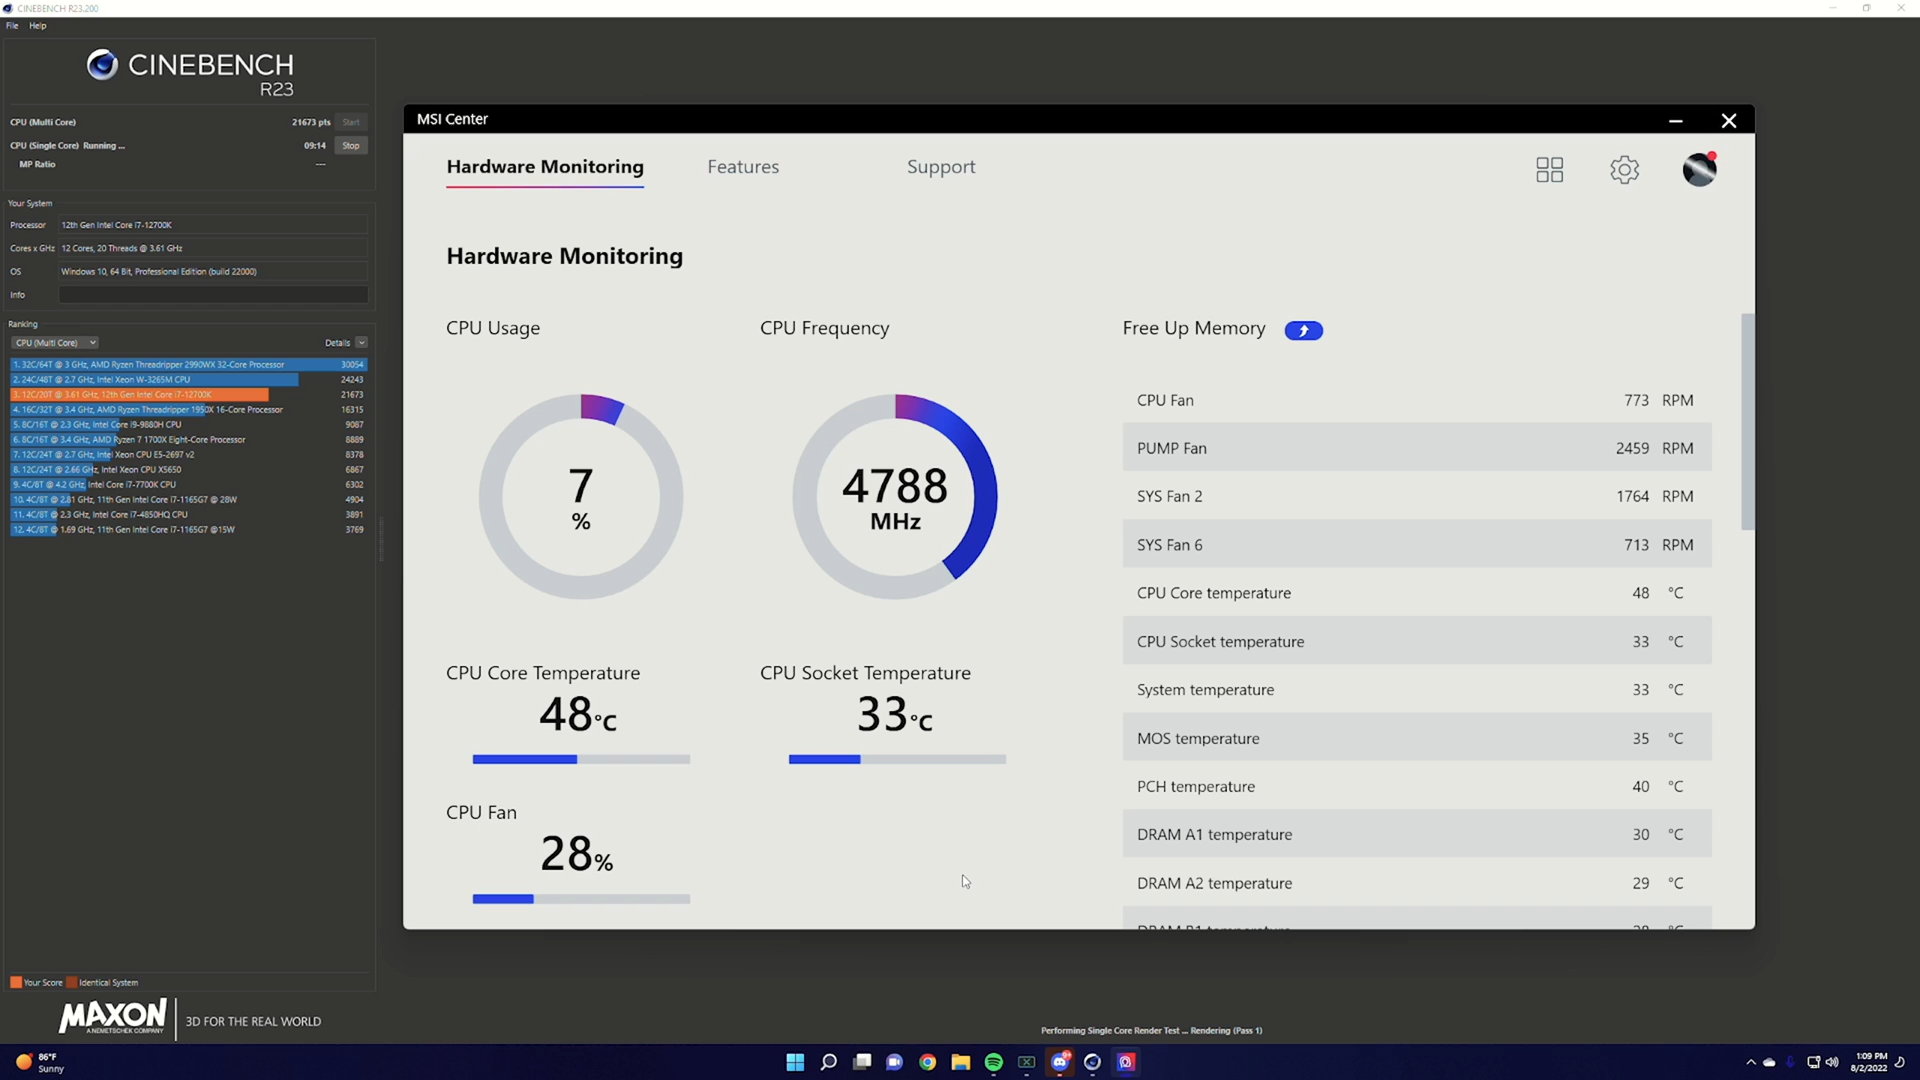 CINEBENCH R23.200
File Help
CINEBENCH
R23
CPU (Multi Core) 21673 pts Start
CPU (Single Core) Running ... 09:14 Stop
MP Ratio ---
Your System
Processor 12th Gen Intel Core i7-12700K
Cores x GHz 12 Cores, 20 Threads @ 3.61 GHz
OS Windows 10, 64 Bit, Professional Edition (build 22000)
Info
Ranking
CPU (Multi Core) Details
1. 32C/64T @ 3 GHz, AMD Ryzen Threadripper 2990WX 32-Core Processor 30054
2. 24C/48T @ 2.7 GHz, Intel Xeon W-3265M CPU 24243
3. 12C/20T @ 3.61 GHz, 12th Gen Intel Core i7-12700K 21673
4. 16C/32T @ 3.4 GHz, AMD Ryzen Threadripper 1950X 16-Core Processor 16315
5. 8C/16T @ 2.3 GHz, Intel Core i9-9880H CPU 9087
6. 8C/16T @ 3.4 GHz, AMD Ryzen 7 1700X Eight-Core Processor 8889
7. 12C/24T @ 2.7 GHz, Intel Xeon CPU E5-2697 v2 8378
8. 12C/24T @ 2.66 GHz, Intel Xeon CPU X5650 6867
9. 4C/8T @ 4.2 GHz, Intel Core i7-7700K CPU 6302
10. 4C/8T @ 2.81 GHz, 11th Gen Intel Core i7-1165G7 @ 28W 4904
11. 4C/8T @ 2.3 GHz, Intel Core i7-4850HQ CPU 3891
12. 4C/8T @ 1.69 GHz, 11th Gen Intel Core i7-1165G7 @15W 3769
Your Score Identical System
MAXON
A NEMETSCHEK COMPANY
3D FOR THE REAL WORLD
MSI Center
Hardware Monitoring Features Support
Hardware Monitoring
CPU Usage
7
%
CPU Frequency
4788
MHz
CPU Core Temperature
48°C
CPU Socket Temperature
33°C
CPU Fan
28%
Free Up Memory
CPU Fan 773 RPM
PUMP Fan 2459 RPM
SYS Fan 2 1764 RPM
SYS Fan 6 713 RPM
CPU Core temperature 48 °C
CPU Socket temperature 33 °C
System temperature 33 °C
MOS temperature 35 °C
PCH temperature 40 °C
DRAM A1 temperature 30 °C
DRAM A2 temperature 29 °C
DRAM B1 temperature 28 °C
Performing Single Core Render Test ... Rendering (Pass 1)
86°F
Sunny
1:09 PM
8/2/2022